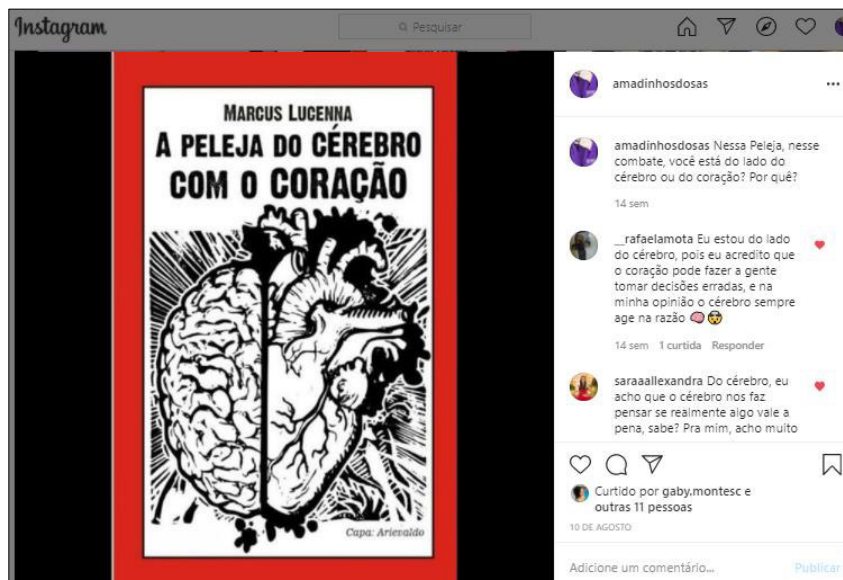 Instagram
Pesquisar
MARCUS LUCENNA
A PELEJA DO CÉREBRO
COM O CORAÇÃO
Capa: Arievaldo
amadinhosdosas
amadinhosdosas Nessa Peleja, nesse
combate, você está do lado do
cérebro ou do coração? Por quê?
14 sem
__rafaelamota Eu estou do lado
do cérebro, pois eu acredito que
o coração pode fazer a gente
tomar decisões erradas, e na
minha opinião o cérebro sempre
age na razão 🧠🤯
14 sem 1 curtida Responder
saraaallexandra Do cérebro, eu
acho que o cérebro nos faz
pensar se realmente algo vale a
pena, sabe? Pra mim, acho muito
Curtido por gaby.montesc e
outras 11 pessoas
10 DE AGOSTO
Adicione um comentário... Publicar